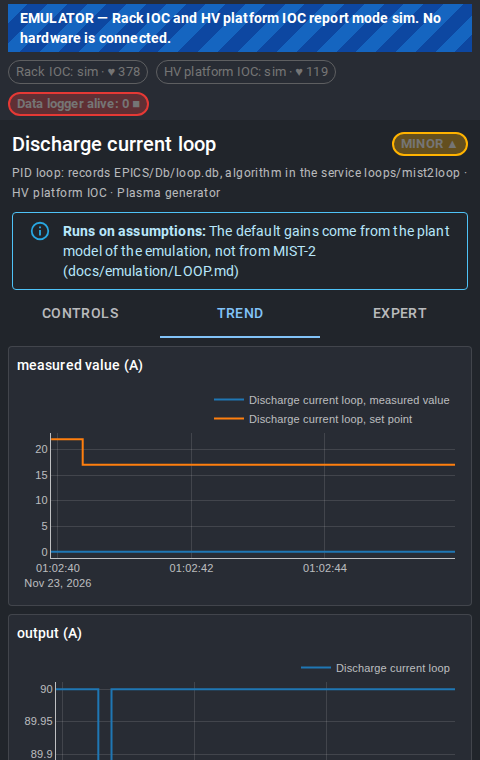 EMULATOR — Rack IOC and HV platform IOC report mode sim. No
hardware is connected.
Rack IOC: sim · ♥ 378
HV platform IOC: sim · ♥ 119
Data logger alive: 0 ■
Discharge current loop
MINOR ▲
PID loop: records EPICS/Db/loop.db, algorithm in the service loops/mist2loop ·
HV platform IOC · Plasma generator
Runs on assumptions: The default gains come from the plant
model of the emulation, not from MIST-2
(docs/emulation/LOOP.md)
CONTROLS
TREND
EXPERT
measured value (A)
Discharge current loop, measured value
Discharge current loop, set point
20
15
10
5
0
01:02:40
01:02:42
01:02:44
Nov 23, 2026
output (A)
Discharge current loop
90
89.95
89.9